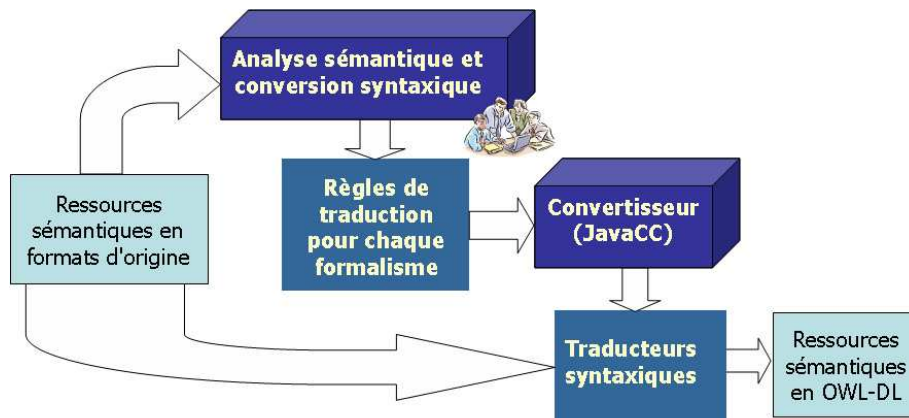 Analyse sémantique et
conversion syntaxique
Ressources
sémantiques en
formats d'origine
Règles de
traduction
pour chaque
formalisme
Convertisseur
(JavaCC)
Traducteurs
syntaxiques
Ressources
sémantiques
en OWL-DL